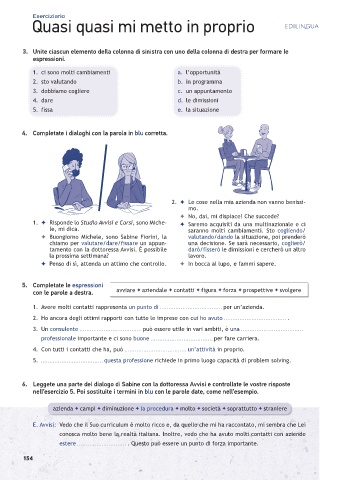 Eserciziario
Quasi quasi mi metto in proprio
EDILINGUA
3. Unite ciascun elemento della colonna di sinistra con uno della colonna di destra per formare le
espressioni.
1. ci sono molti cambiamenti
2. sto valutando
3. dobbiamo cogliere
4. dare
5. fissa
a. l'opportunità
b. in programma
c. un appuntamento
d. le dimissioni
e. la situazione
4. Completate i dialoghi con la parola in blu corretta.
1. Rispondo lo Studio Avvisi e Corsi, sono Miche-
le, mi dica.
Buongiorno Michele, sono Sabine Fiorini, la
chiamo per valutare/dare/fissare un appun-
tamento con la dottoressa Avvisi. È possibile
la prossima settimana?
Penso di sì, attenda un attimo che controllo.
2. Le cose nella mia azienda non vanno benissi-
mo.
No, dai, mi dispiace! Che succede?
Saremo acquisiti da una multinazionale e ci
saranno molti cambiamenti. Sto cogliendo/
valutando/dando la situazione, poi prenderò
una decisione. Se sarà necessario, coglierò/
darò/fisserò le dimissioni e cercherò un altro
lavoro.
In bocca al lupo, e fammi sapere.
5. Completate le espressioni
con le parole a destra.
avviare + aziendale + contatti + figura + forza + prospettive + svolgere
1. Avere molti contatti rappresenta un punto di ........................ per un'azienda.
2. Ho ancora degli ottimi rapporti con tutte le imprese con cui ho avuto ........................ .
3. Un consulente ........................ può essere utile in vari ambiti, è una ........................
professionale importante e ci sono buone ........................ per fare carriera.
4. Con tutti i contatti che ha, può ........................ un'attività in proprio.
5. ........................ questa professione richiede in primo luogo capacità di problem solving.
6. Leggete una parte del dialogo di Sabine con la dottoressa Avvisi e controllate le vostre risposte
nell'esercizio 5. Poi sostituite i termini in blu con le parole date, come nell'esempio.
azienda + campi + diminuzione + la procedura + molto + società + soprattutto + straniere
E. Avvisi: Vedo che il Suo curriculum è molto ricco e, da quello che mi ha raccontato, mi sembra che Lei
conosca molto bene la realtà italiana. Inoltre, vedo che ha avuto molti contatti con aziende
estere ........................ . Questo può essere un punto di forza importante.
154